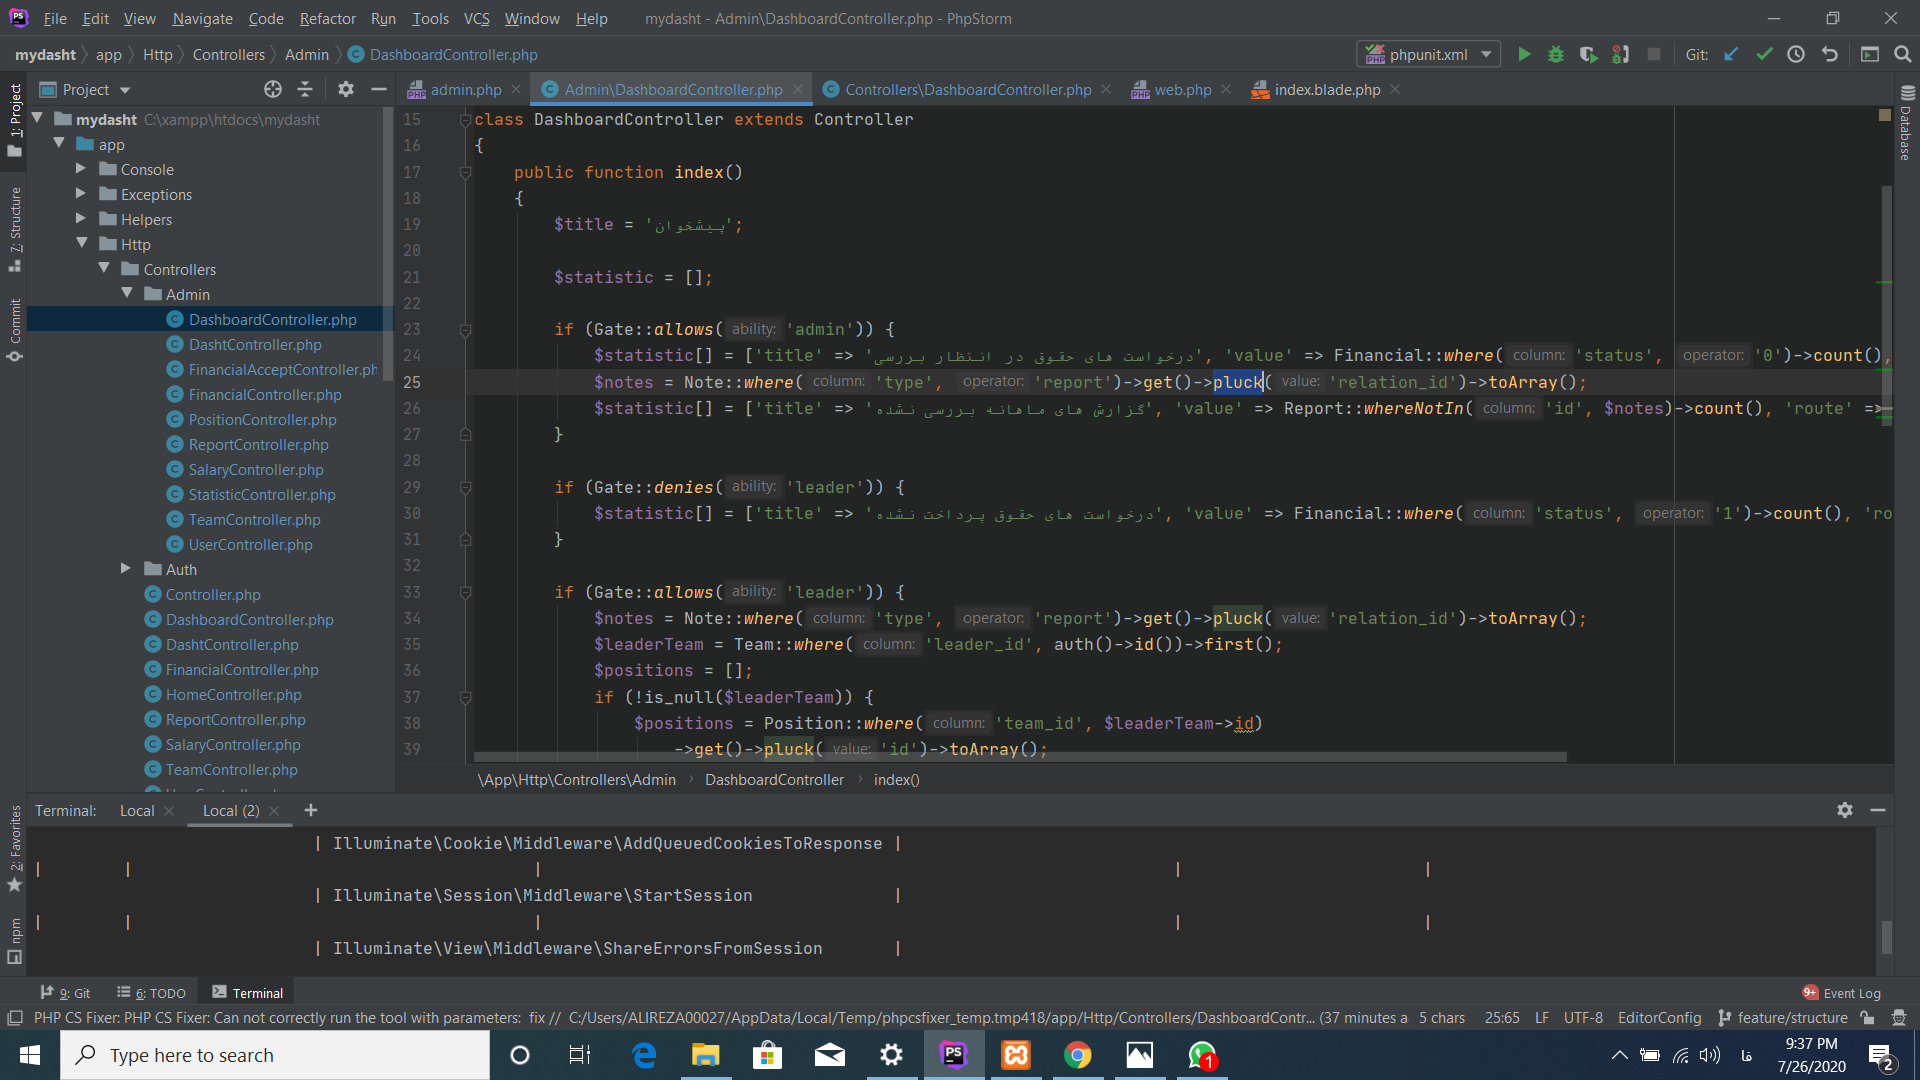 File Edit View Navigate Code Refactor Run Tools VCS Window Help mydasht - Admin\DashboardController.php - PhpStorm
mydasht app Http Controllers Admin DashboardController.php phpunit.xml Git:
1: Project
7: Structure
Commit
2: Favorites
npm
Project
admin.php Admin\DashboardController.php Controllers\DashboardController.php web.php index.blade.php
Database
mydasht C:\xampp\htdocs\mydasht
app
Console
Exceptions
Helpers
Http
Controllers
Admin
DashboardController.php
DashtController.php
FinancialAcceptController.ph
FinancialController.php
PositionController.php
ReportController.php
SalaryController.php
StatisticController.php
TeamController.php
UserController.php
Auth
Controller.php
DashboardController.php
DashtController.php
FinancialController.php
HomeController.php
ReportController.php
SalaryController.php
TeamController.php
15 class DashboardController extends Controller
16 {
17 public function index()
18 {
19 $title = 'پیشخوان';
20
21 $statistic = [];
22
23 if (Gate::allows( ability: 'admin')) {
24 $statistic[] = ['title' => 'درخواست های حقوق در انتظار بررسی', 'value' => Financial::where( column: 'status', operator: '0')->count(),
25 $notes = Note::where( column: 'type', operator: 'report')->get()->pluck( value: 'relation_id')->toArray();
26 $statistic[] = ['title' => 'گزارش های ماهانه بررسی نشده', 'value' => Report::whereNotIn( column: 'id', $notes)->count(), 'route' =>
27 }
28
29 if (Gate::denies( ability: 'leader')) {
30 $statistic[] = ['title' => 'درخواست های حقوق پرداخت نشده', 'value' => Financial::where( column: 'status', operator: '1')->count(), 'ro
31 }
32
33 if (Gate::allows( ability: 'leader')) {
34 $notes = Note::where( column: 'type', operator: 'report')->get()->pluck( value: 'relation_id')->toArray();
35 $leaderTeam = Team::where( column: 'leader_id', auth()->id())->first();
36 $positions = [];
37 if (!is_null($leaderTeam)) {
38 $positions = Position::where( column: 'team_id', $leaderTeam->id)
39 ->get()->pluck( value: 'id')->toArray();
\App\Http\Controllers\Admin DashboardController index()
Terminal: Local Local (2) +
| Illuminate\Cookie\Middleware\AddQueuedCookiesToResponse |
| | | | |
| Illuminate\Session\Middleware\StartSession |
| | | | |
| Illuminate\View\Middleware\ShareErrorsFromSession |
9: Git 6: TODO Terminal 9+ Event Log
PHP CS Fixer: PHP CS Fixer: Can not correctly run the tool with parameters: fix // C:/Users/ALIREZA00027/AppData/Local/Temp/phpcsfixer_temp.tmp418/app/Http/Controllers/DashboardContr... (37 minutes a 5 chars 25:65 LF UTF-8 EditorConfig feature/structure
Type here to search PS 1 فا 9:37 PM
7/26/2020 2